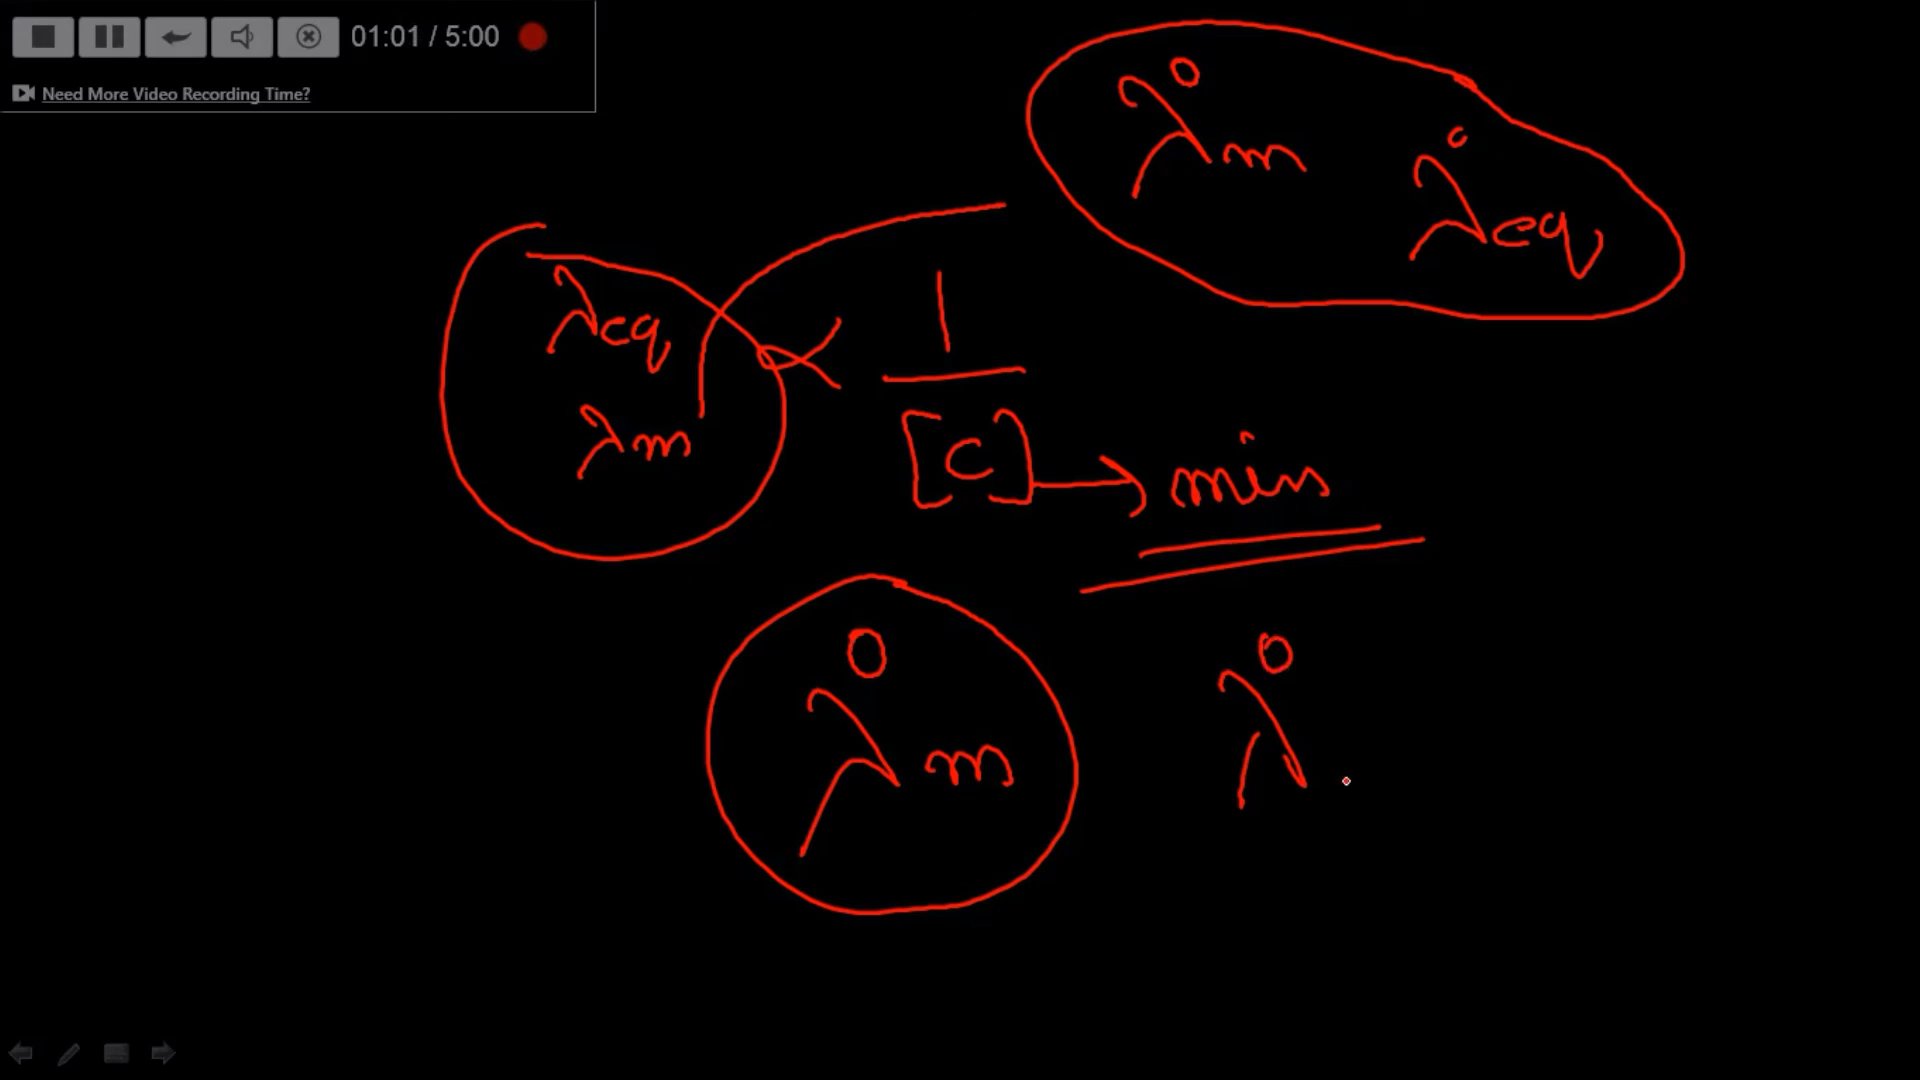 01:01 / 5:00
Need More Video Recording Time?
λ°m λ°eq
λeq
λm ∝ 1/[C] → min
λ°m λ°